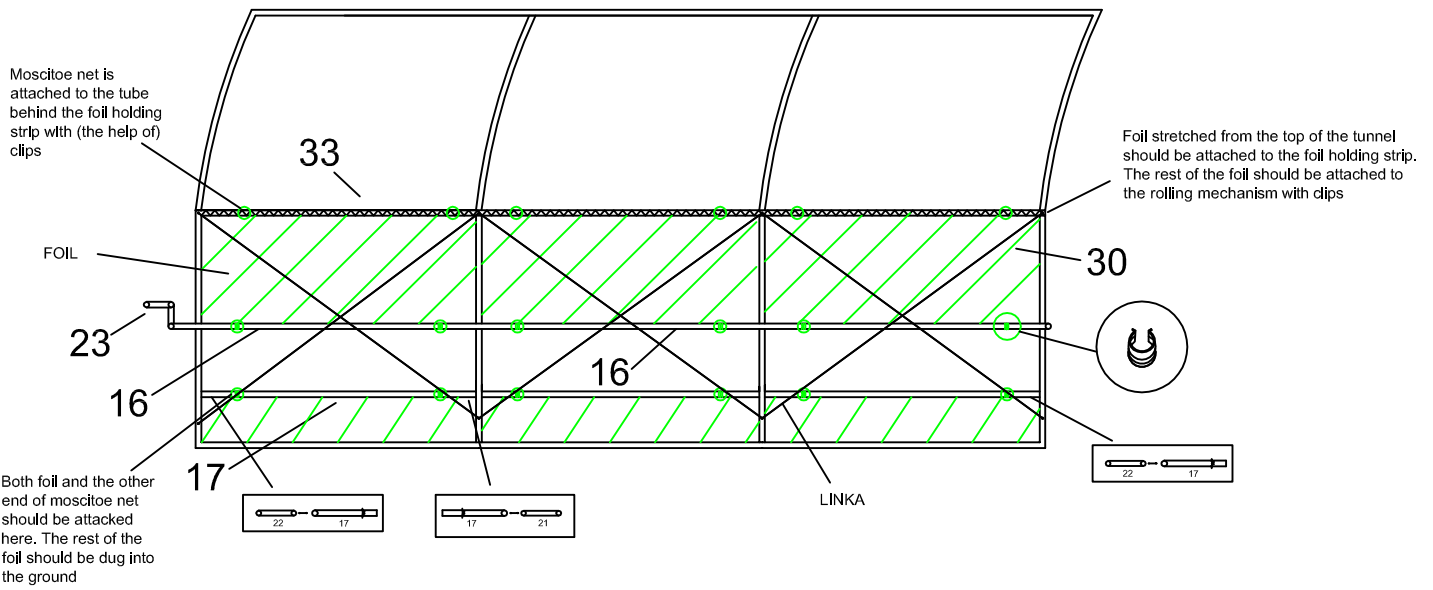 Moscitoe net is
attached to the tube
behind the foil holding
strip with (the help of)
clips
33
Foil stretched from the top of the tunnel
should be attached to the foil holding strip.
The rest of the foil should be attached to
the rolling mechanism with clips
FOIL
30
23
16
16
17
Both foil and the other
end of moscitoe net
should be attacked
here. The rest of the
foil should be dug into
the ground
22 17
17 21
LINKA
22 17